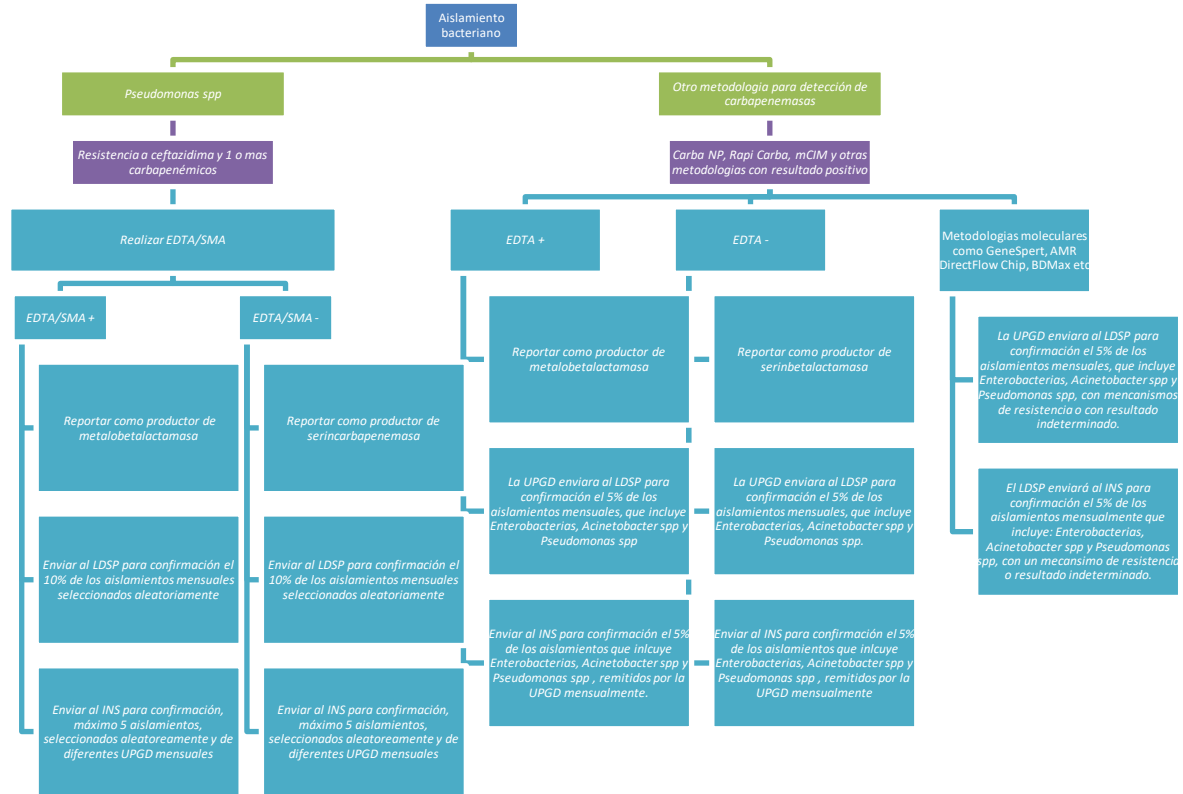 Aislamiento
bacteriano
Pseudomonas spp
Otro metodologia para detección de
carbapenemasas
Resistencia a ceftazidima y 1 o mas
carbapenémicos
Carba NP, Rapi Carba, mCIM y otras
metodologias con resultado positivo
Realizar EDTA/SMA
EDTA/SMA +
Reportar como productor de
metalobetalactamasa
Enviar al LDSP para confirmación el
10% de los aislamientos mensuales
seleccionados aleatoriamente
Enviar al INS para confirmación,
máximo 5 aislamientos,
seleccionados aleatoreamente y de
diferentes UPGD mensuales
EDTA/SMA -
Reportar como productor de
serincarbapenemasa
Enviar al LDSP para confirmación el
10% de los aislamientos mensuales
seleccionados aleatoriamente
Enviar al INS para confirmación,
máximo 5 aislamientos,
seleccionados aleatoreamente y de
diferentes UPGD mensuales
EDTA +
Reportar como productor de
metalobetalactamasa
La UPGD enviara al LDSP para
confirmación el 5% de los
aislamientos mensuales, que incluye
Enterobacterias, Acinetobacter spp y
Pseudomonas spp
Enviar al INS para confirmación el 5%
de los aislamientos que inlcuye
Enterobacterias, Acinetobacter spp y
Pseudomonas spp , remitidos por la
UPGD mensualmente.
EDTA -
Reportar como productor de
serinbetalactamasa
La UPGD enviara al LDSP para
confirmación el 5% de los
aislamientos mensuales, que incluye
Enterobacterias, Acinetobacter spp y
Pseudomonas spp.
Enviar al INS para confirmación el 5%
de los aislamientos que inlcuye
Enterobacterias, Acinetobacter spp y
Pseudomonas spp , remitidos por la
UPGD mensualmente
Metodologias moleculares
como GeneSpert, AMR
DirectFlow Chip, BDMax etc
La UPGD enviara al LDSP para
confirmación el 5% de los
aislamientos mensuales, que incluye
Enterobacterias, Acinetobacter spp y
Pseudomonas spp, con mencanismos
de resistencia o con resultado
indeterminado.
El LDSP enviará al INS para
confirmación el 5% de los
aislamientos mensualmente que
incluye: Enterobacterias,
Acinetobacter spp y Pseudomonas
spp, con un mecansimo de resistencia
o resultado indeterminado.